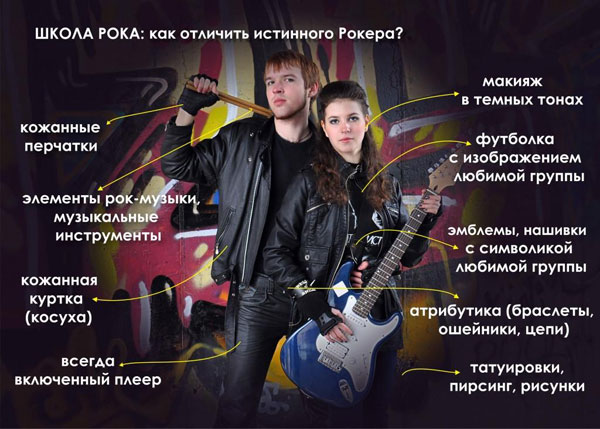 ШКОЛА РОКА: как отличить истинного Рокера?
кожанные
перчатки
элементы рок-музыки,
музыкальные
инструменты
кожанная
куртка
(косуха)
всегда
включенный плеер
макияж
в темных тонах
футболка
с изображением
любимой группы
эмблемы, нашивки
с символикой
любимой группы
атрибутика (браслеты,
ошейники, цепи)
татуировки,
пирсинг, рисунки